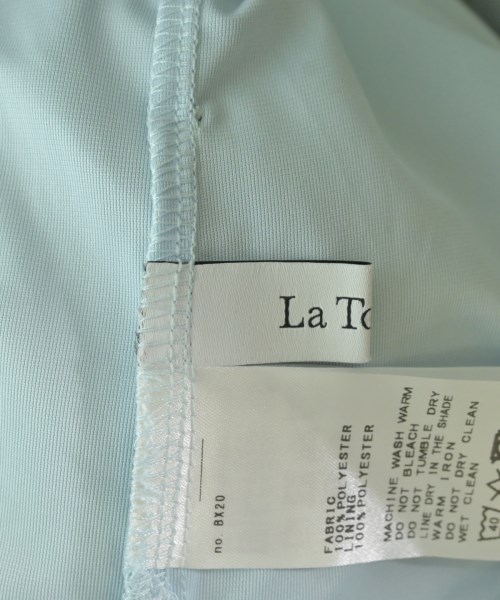 La To
no. BX20
FABRIC
100% POLYESTER
LINING
100% POLYESTER
MACHINE WASH WARM
DO NOT BLEACH
DO NOT TUMBLE DRY
LINE DRY IN THE SHADE
WARM IRON
DO NOT DRY CLEAN
WET CLEAN
40